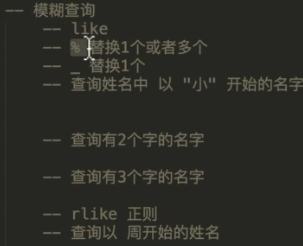 -- 模糊查询
-- like
-- % 替换1个或者多个
-- _ 替换1个
-- 查询姓名中 以 "小" 开始的名字
-- 查询有2个字的名字
-- 查询有3个字的名字
-- rlike 正则
-- 查询以 周开始的姓名